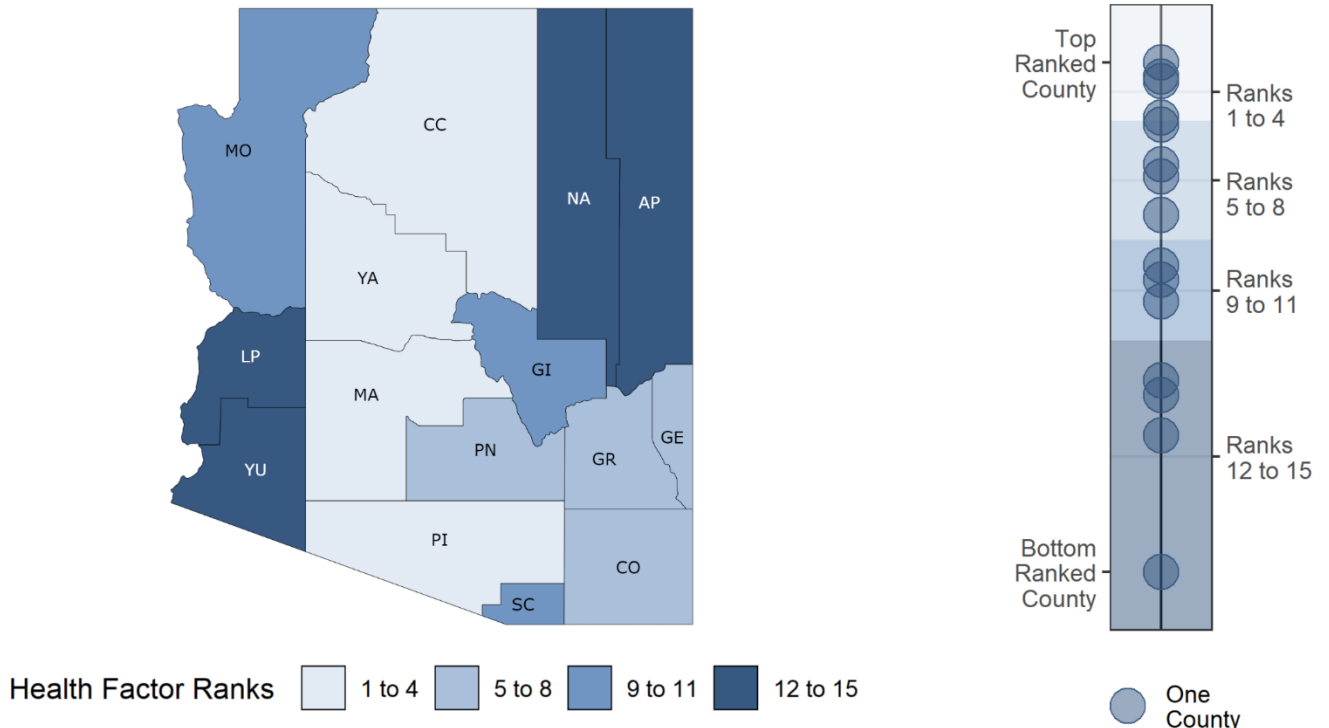 MO
CC
NA
AP
YA
LP
MA
GI
YU
PN
GR
GE
PI
CO
SC
Health Factor Ranks
1 to 4
5 to 8
9 to 11
12 to 15
Top
Ranked
County
Ranks
1 to 4
Ranks
5 to 8
Ranks
9 to 11
Ranks
12 to 15
Bottom
Ranked
County
One
County